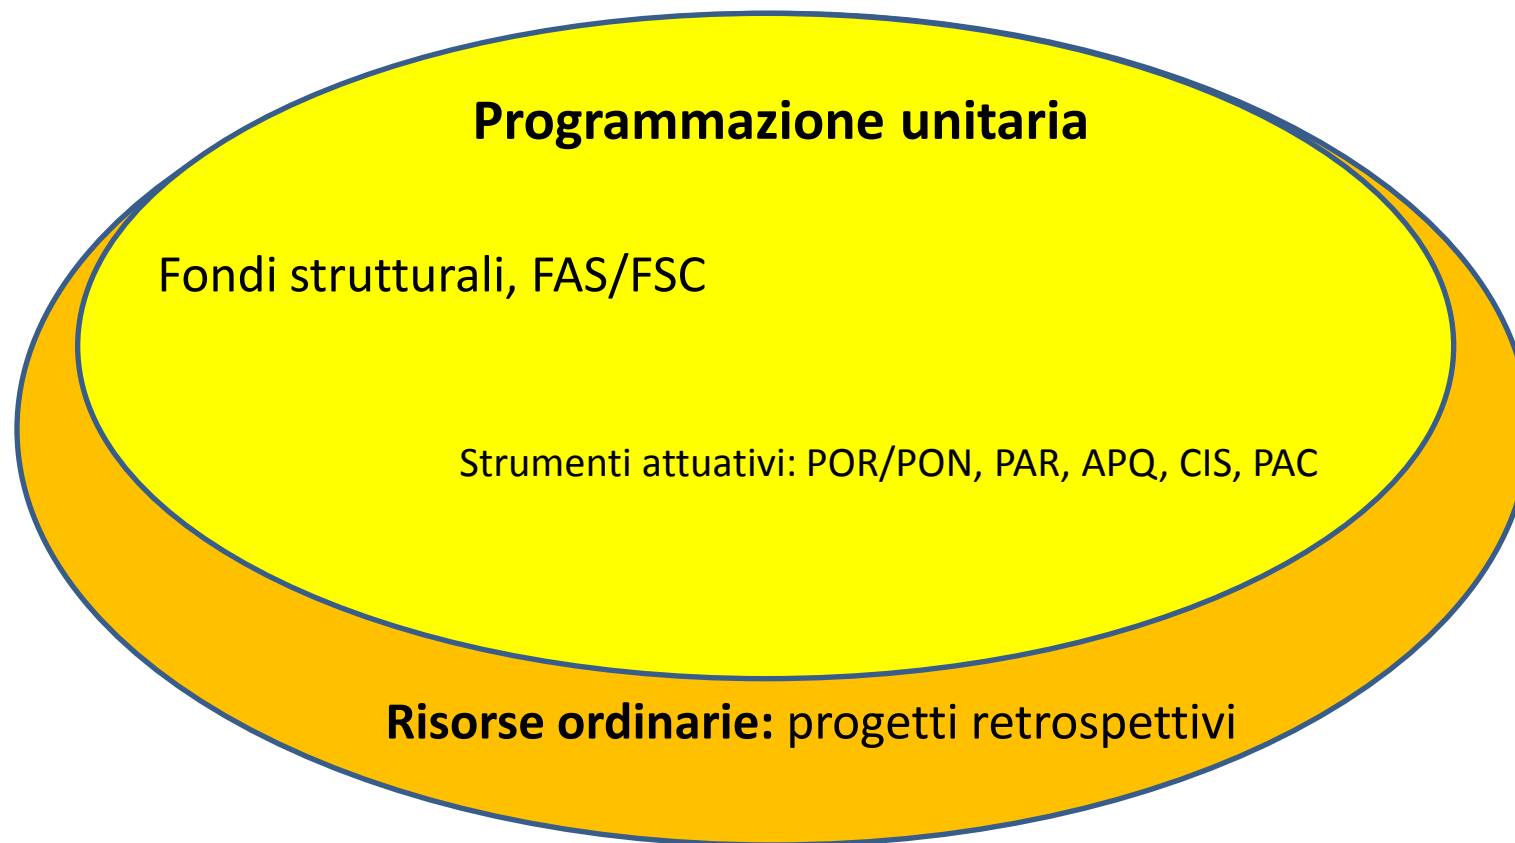 Programmazione unitaria
Fondi strutturali, FAS/FSC
Strumenti attuativi: POR/PON, PAR, APQ, CIS, PAC
Risorse ordinarie: progetti retrospettivi